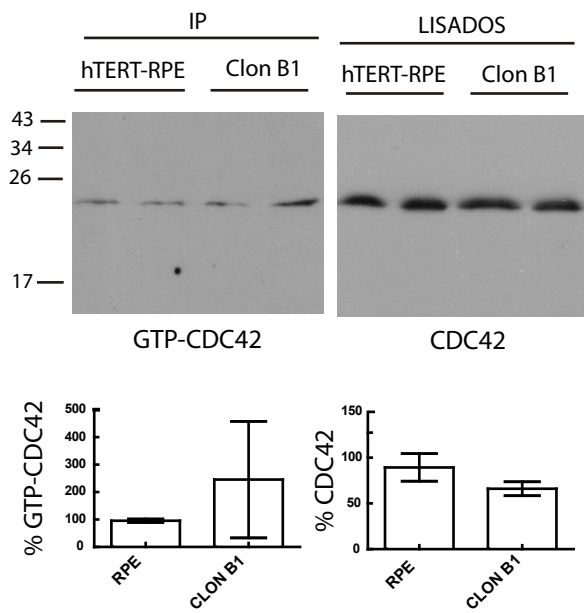 IP
LISADOS
hTERT-RPE
Clon B1
hTERT-RPE
Clon B1
43
34
26
17
GTP-CDC42
CDC42
% GTP-CDC42
500
400
300
200
100
0
RPE
CLON B1
% CDC42
150
100
50
0
RPE
CLON B1